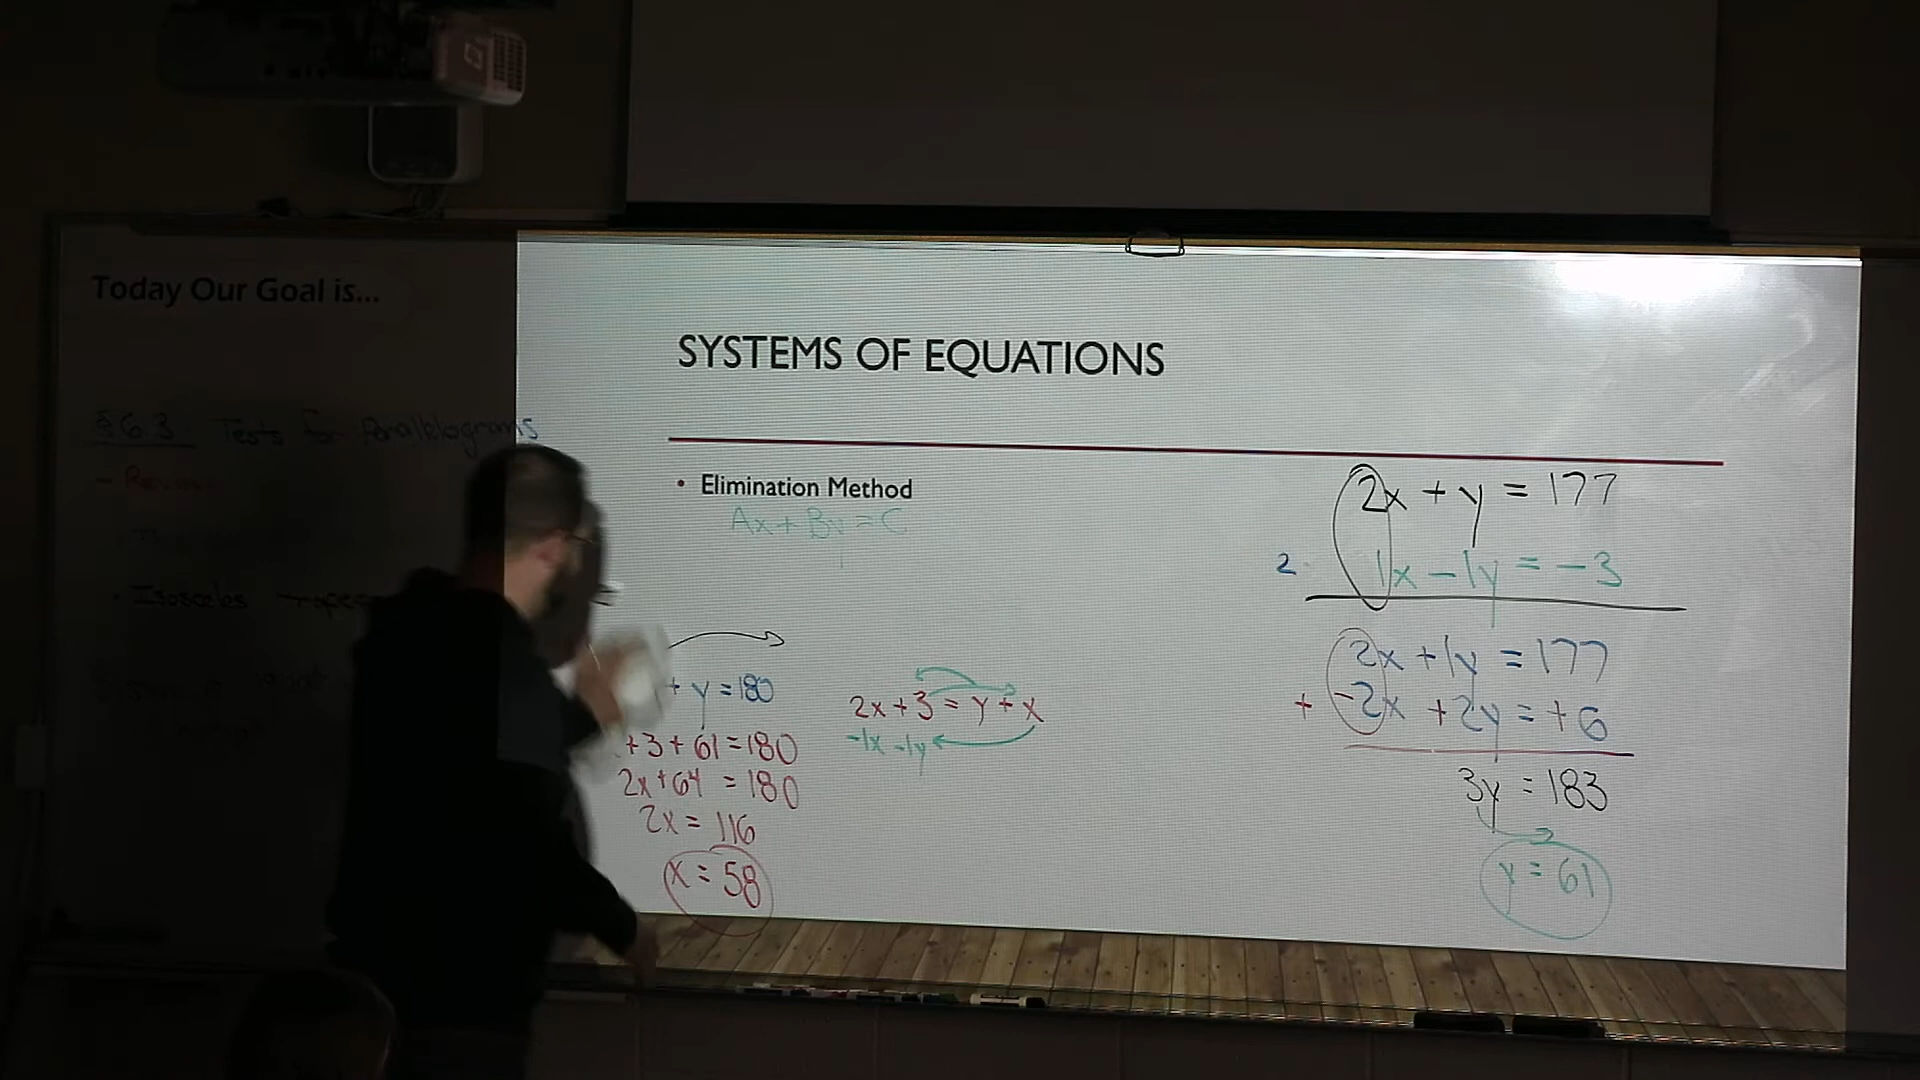 Today Our Goal is...
§ 6.3 Tests for Parallelograms
- Review
• Isosceles
SYSTEMS OF EQUATIONS
• Elimination Method
Ax + By = C
+ y = 180
+3 + 61 = 180
2x + 64 = 180
2x = 116
x = 58
2x + 3 = y + x
-1x -1y
2x + y = 177
2. 1x - 1y = -3
2x + 1y = 177
+ -2x + 2y = +6
3y = 183
y = 61